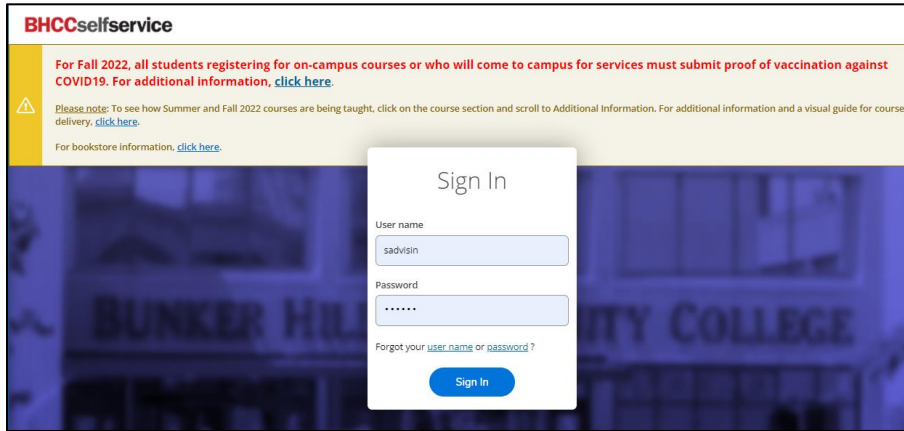 BHCCselfservice
For Fall 2022, all students registering for on-campus courses or who will come to campus for services must submit proof of vaccination against
COVID19. For additional information, click here.
Please note: To see how Summer and Fall 2022 courses are being taught, click on the course section and scroll to Additional Information. For additional information and a visual guide for course
delivery, click here.
For bookstore information, click here.
Sign In
User name
sadvisin
Password
······
Forgot your user name or password ?
Sign In
BUNKER HILL ITY COLLEGE